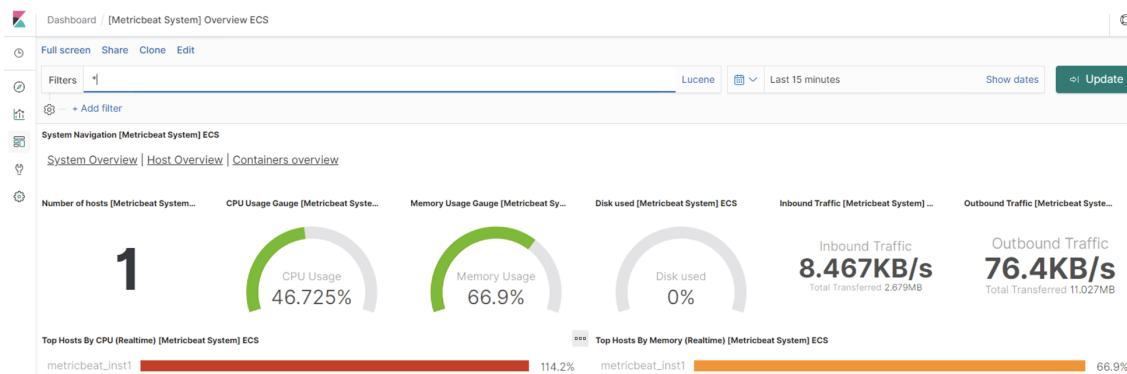 Dashboard / [Metricbeat System] Overview ECS
Full screen Share Clone Edit
Filters * Lucene Last 15 minutes Show dates Update
+ Add filter
System Navigation [Metricbeat System] ECS
System Overview | Host Overview | Containers overview
Number of hosts [Metricbeat System...
CPU Usage Gauge [Metricbeat Syste...
Memory Usage Gauge [Metricbeat Sy...
Disk used [Metricbeat System] ECS
Inbound Traffic [Metricbeat System] ...
Outbound Traffic [Metricbeat Syste...
1
CPU Usage
46.725%
Memory Usage
66.9%
Disk used
0%
Inbound Traffic
8.467KB/s
Total Transferred 2.679MB
Outbound Traffic
76.4KB/s
Total Transferred 11.027MB
Top Hosts By CPU (Realtime) [Metricbeat System] ECS
metricbeat_inst1 114.2%
Top Hosts By Memory (Realtime) [Metricbeat System] ECS
metricbeat_inst1 66.9%